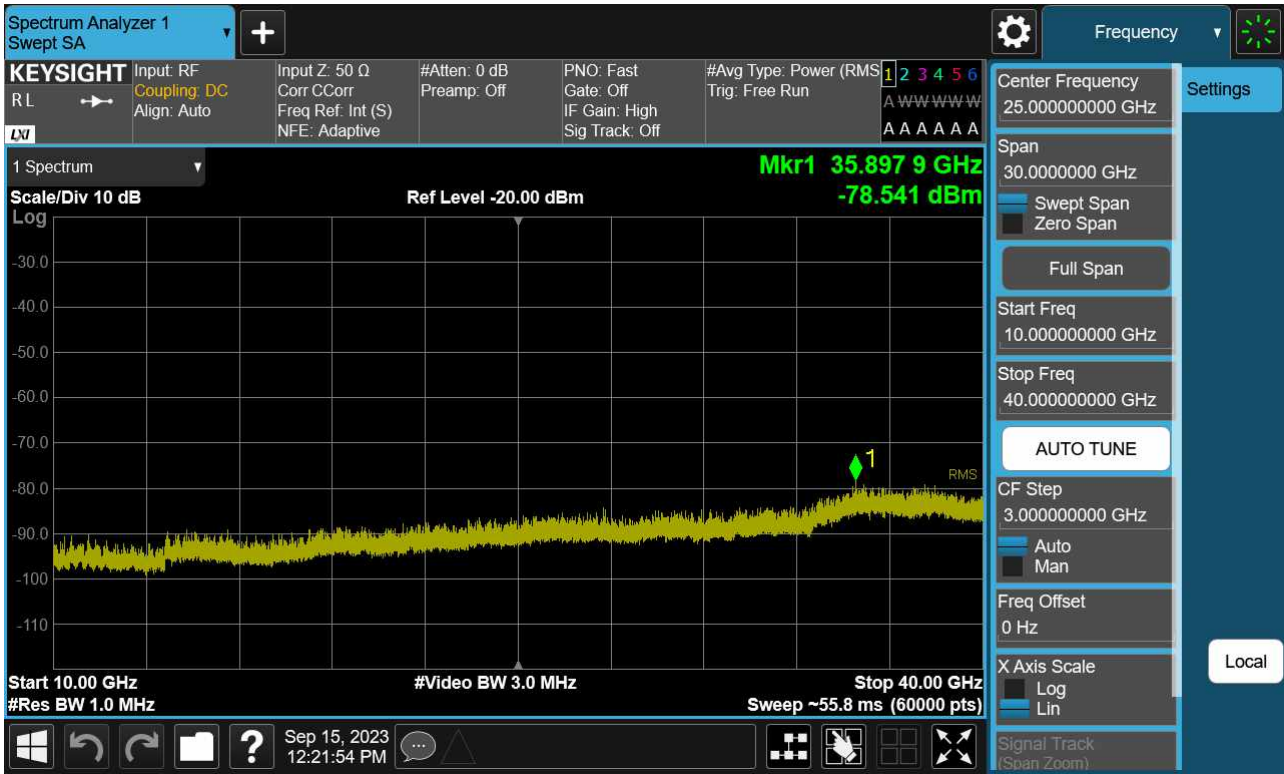 Spectrum Analyzer 1
Swept SA
+
Frequency
KEYSIGHT
RL
LXI
Input: RF
Coupling: DC
Align: Auto
Input Z: 50 Ω
Corr CCorr
Freq Ref: Int (S)
NFE: Adaptive
#Atten: 0 dB
Preamp: Off
PNO: Fast
Gate: Off
IF Gain: High
Sig Track: Off
#Avg Type: Power (RMS
Trig: Free Run
1 2 3 4 5 6
A W W W W W
A A A A A A
1 Spectrum
Scale/Div 10 dB
Log
Ref Level -20.00 dBm
Mkr1 35.897 9 GHz
-78.541 dBm
-30.0
-40.0
-50.0
-60.0
-70.0
-80.0
-90.0
-100
-110
1
RMS
Start 10.00 GHz
#Res BW 1.0 MHz
#Video BW 3.0 MHz
Stop 40.00 GHz
Sweep ~55.8 ms (60000 pts)
?
Sep 15, 2023
12:21:54 PM
Center Frequency
25.000000000 GHz
Span
30.0000000 GHz
Swept Span
Zero Span
Full Span
Start Freq
10.000000000 GHz
Stop Freq
40.000000000 GHz
AUTO TUNE
CF Step
3.000000000 GHz
Auto
Man
Freq Offset
0 Hz
X Axis Scale
Log
Lin
Signal Track
(Span Zoom)
Settings
Local